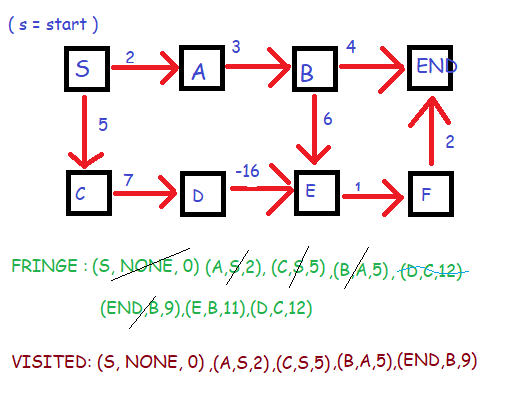 ( s = start )
2 3 4
S A B END
5 6 2
7 -16 1
C D E F
FRINGE : (S, NONE, 0) (A,S,2), (C,S,5) ,(B,A,5) , (D,C,12)
(END,B,9),(E,B,11),(D,C,12)
VISITED: (S, NONE, 0) ,(A,S,2),(C,S,5),(B,A,5),(END,B,9)